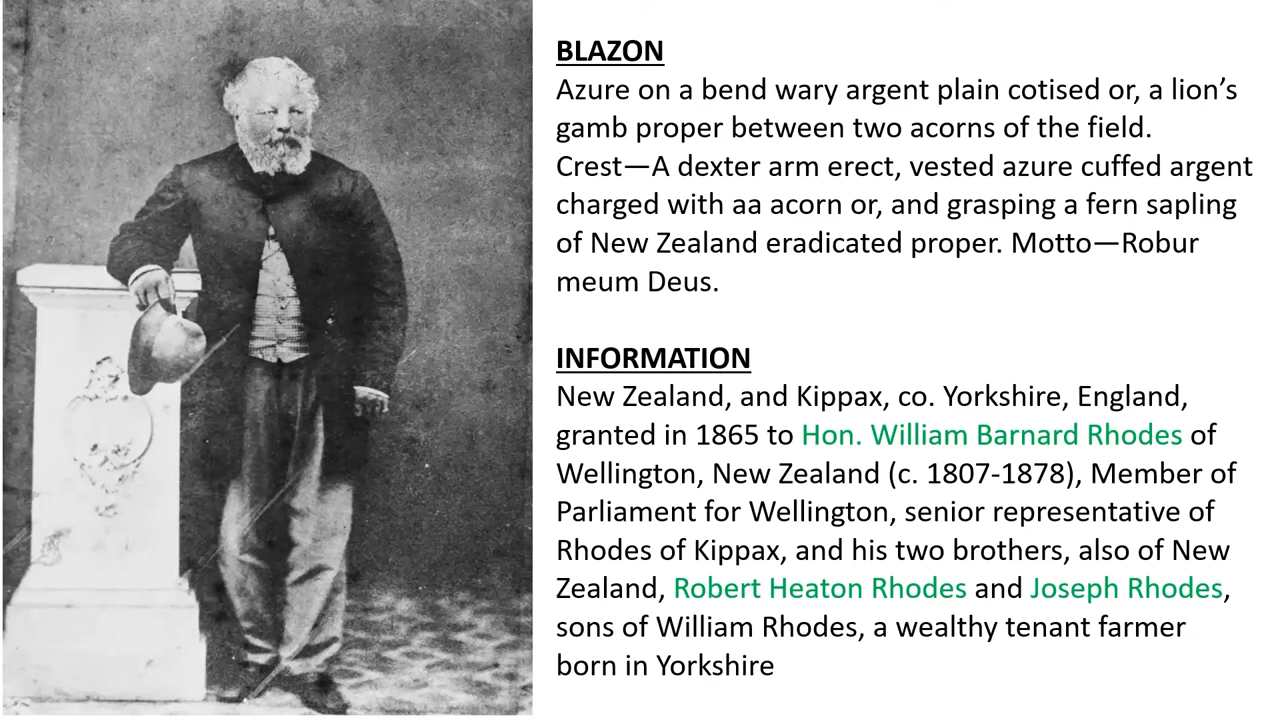 BLAZON
Azure on a bend wary argent plain cotised or, a lion’s
gamb proper between two acorns of the field.
Crest—A dexter arm erect, vested azure cuffed argent
charged with aa acorn or, and grasping a fern sapling
of New Zealand eradicated proper. Motto—Robur
meum Deus.
INFORMATION
New Zealand, and Kippax, co. Yorkshire, England,
granted in 1865 to Hon. William Barnard Rhodes of
Wellington, New Zealand (c. 1807-1878), Member of
Parliament for Wellington, senior representative of
Rhodes of Kippax, and his two brothers, also of New
Zealand, Robert Heaton Rhodes and Joseph Rhodes,
sons of William Rhodes, a wealthy tenant farmer
born in Yorkshire